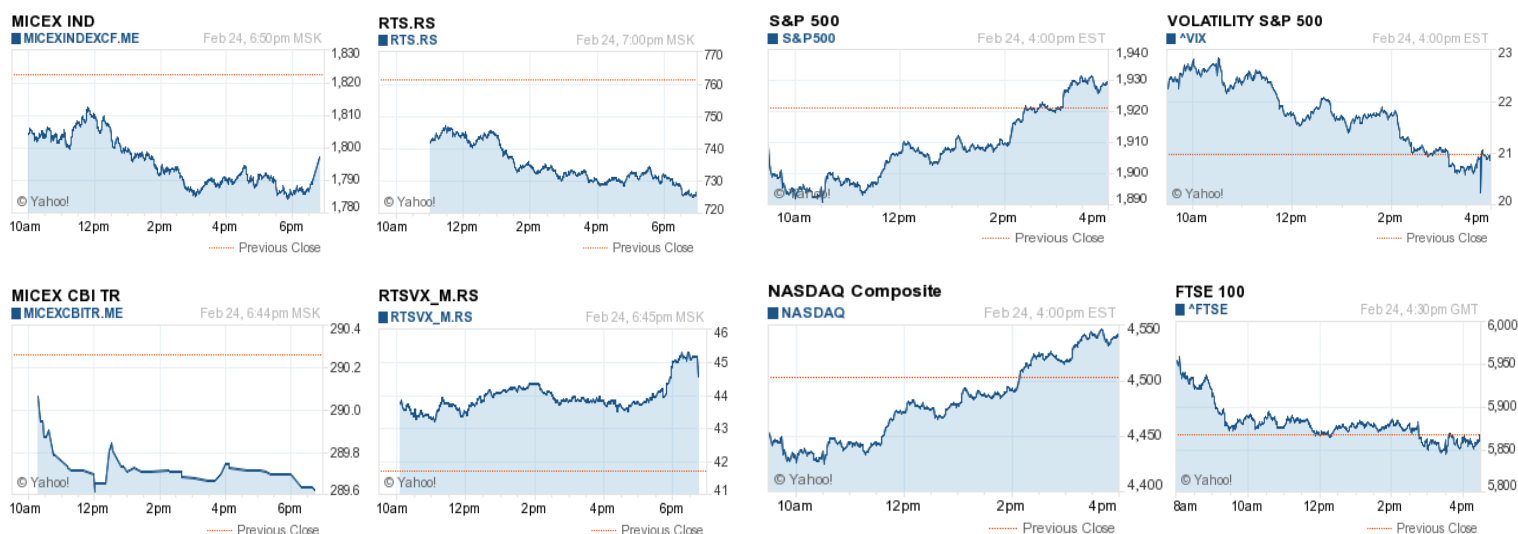 MICEX IND
MICEXINDEXCF.ME Feb 24, 6:50pm MSK
1,830
1,820
1,810
1,800
1,790
1,780
© Yahoo!
10am 12pm 2pm 4pm 6pm
Previous Close
RTS.RS
RTS.RS Feb 24, 7:00pm MSK
770
760
750
740
730
720
© Yahoo!
10am 12pm 2pm 4pm 6pm
Previous Close
S&P 500
S&P500 Feb 24, 4:00pm EST
1,940
1,930
1,920
1,910
1,900
1,890
© Yahoo!
10am 12pm 2pm 4pm
Previous Close
VOLATILITY S&P 500
^VIX Feb 24, 4:00pm EST
23
22
21
20
© Yahoo!
10am 12pm 2pm 4pm
Previous Close
MICEX CBI TR
MICEXCBITR.ME Feb 24, 6:44pm MSK
290.4
290.2
290.0
289.8
289.6
© Yahoo!
10am 12pm 2pm 4pm 6pm
Previous Close
RTSVX_M.RS
RTSVX_M.RS Feb 24, 6:45pm MSK
46
45
44
43
42
41
© Yahoo!
10am 12pm 2pm 4pm 6pm
Previous Close
NASDAQ Composite
NASDAQ Feb 24, 4:00pm EST
4,550
4,500
4,450
4,400
© Yahoo!
10am 12pm 2pm 4pm
Previous Close
FTSE 100
^FTSE Feb 24, 4:30pm GMT
6,000
5,950
5,900
5,850
5,800
© Yahoo!
8am 10am 12pm 2pm 4pm
Previous Close